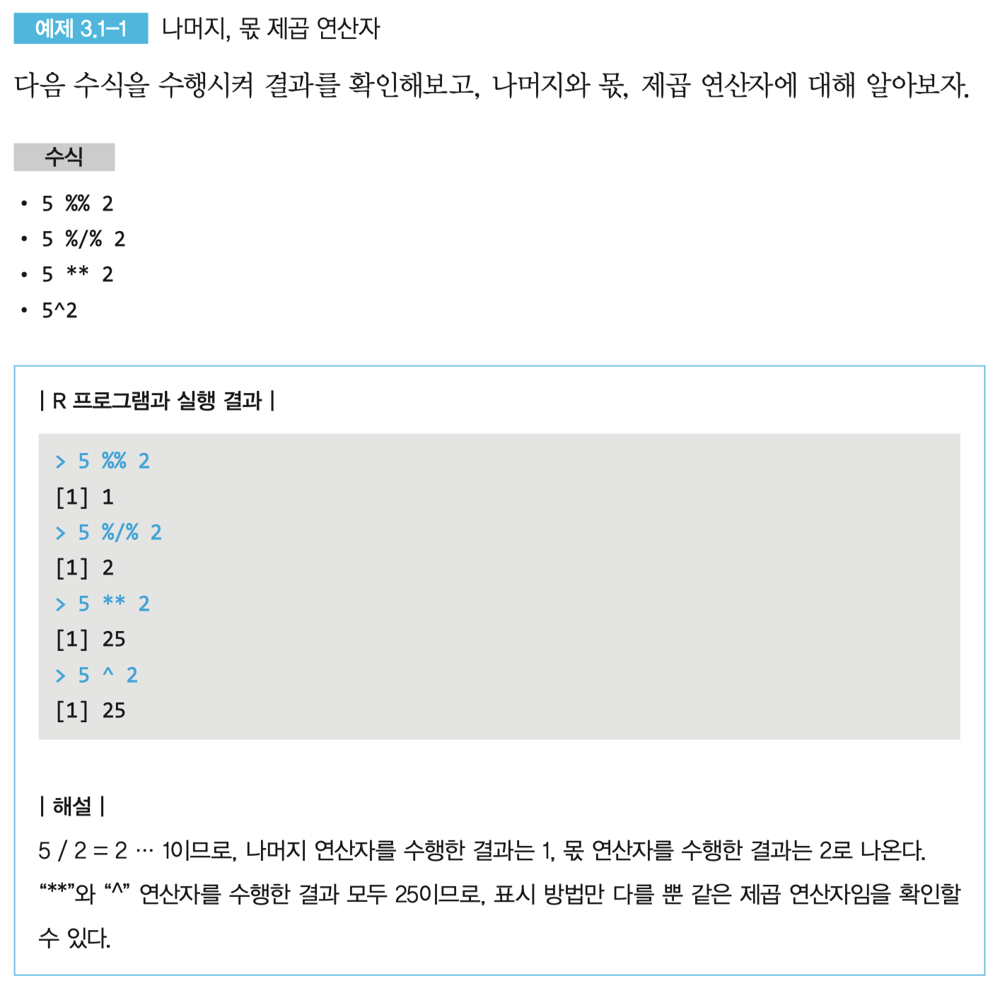 예제 3.1-1 나머지, 몫 제곱 연산자
다음 수식을 수행시켜 결과를 확인해보고, 나머지와 몫, 제곱 연산자에 대해 알아보자.
수식
• 5 %% 2
• 5 %/% 2
• 5 ** 2
• 5^2
| R 프로그램과 실행 결과 |
> 5 %% 2
[1] 1
> 5 %/% 2
[1] 2
> 5 ** 2
[1] 25
> 5 ^ 2
[1] 25
| 해설 |
5 / 2 = 2 … 1이므로, 나머지 연산자를 수행한 결과는 1, 몫 연산자를 수행한 결과는 2로 나온다.
“**”와 “^” 연산자를 수행한 결과 모두 25이므로, 표시 방법만 다를 뿐 같은 제곱 연산자임을 확인할
수 있다.